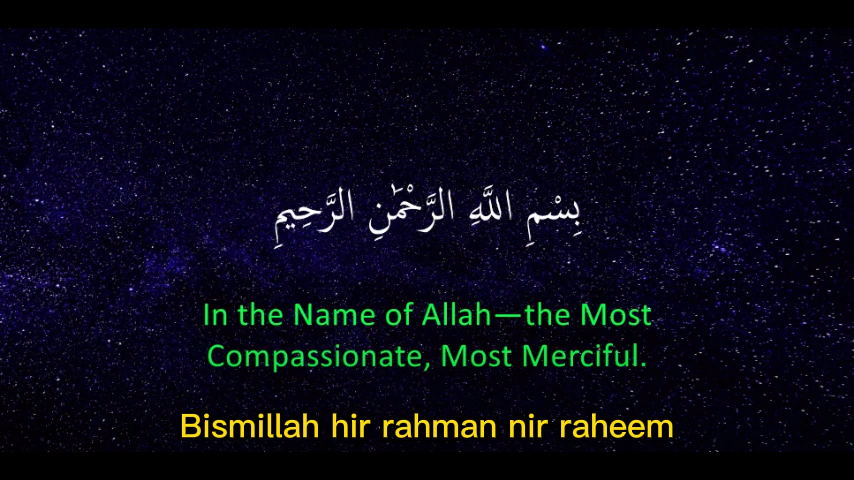 بِسْمِ اللَّهِ الرَّحْمَٰنِ الرَّحِيمِ
In the Name of Allah—the Most
Compassionate, Most Merciful.
Bismillah hir rahman nir raheem